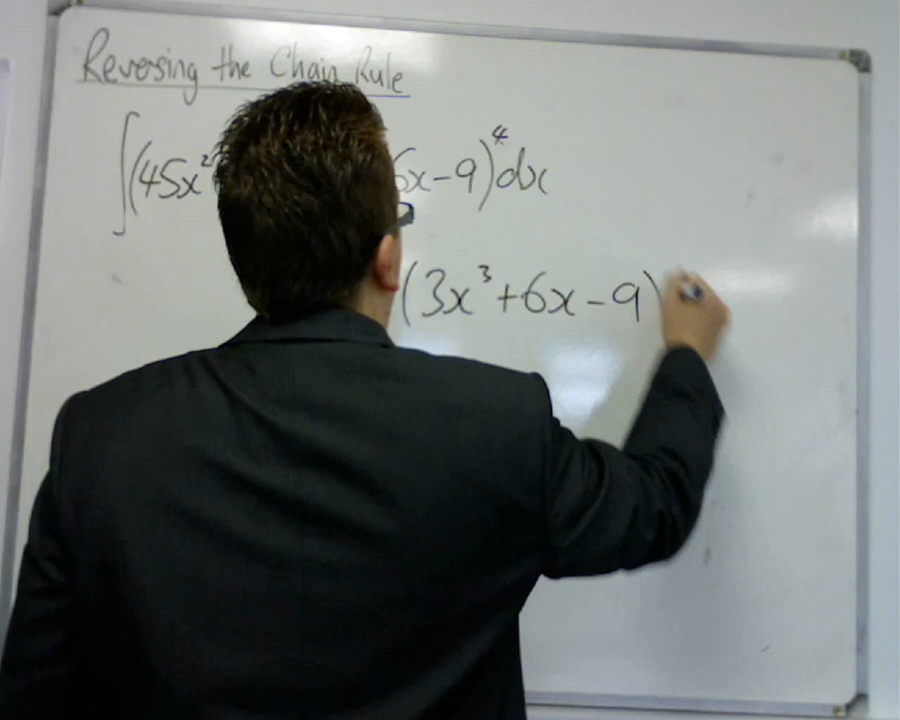 Reversing the Chain Rule
∫(45x² 6x-9)⁴dx
(3x³+6x-9)